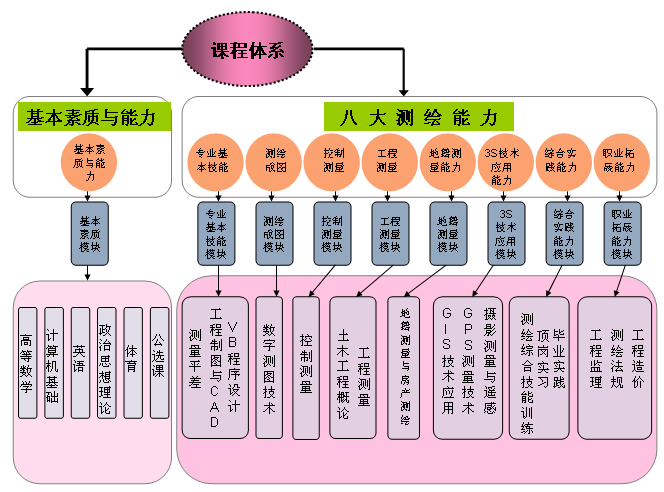 课程体系
基本素质与能力
八大测绘能力
基本素
质与能
力
专业基
本技能
测绘
成图
控制
测量
工程
测量
地籍测
量能力
3S技术
应用
能力
综合实
践能力
职业拓
展能力
基本
素质
模块
专业
基本
技能
模块
测绘
成图
模块
控制
测量
模块
工程
测量
模块
地籍
测量
模块
3S
技术
应用
模块
综合
实践
能力
模块
职业
拓展
能力
模块
高等数学
计算机基础
英语
政治思想理论
体育
公选课
测量平差
工程制图与CAD
VB程序设计
数字测图技术
控制测量
土木工程概论
工程测量
地籍测量与房产测绘
GIS技术应用
GPS测量技术
摄影测量与遥感
测绘综合技能训练
顶岗实习
毕业实践
工程监理
测绘法规
工程造价